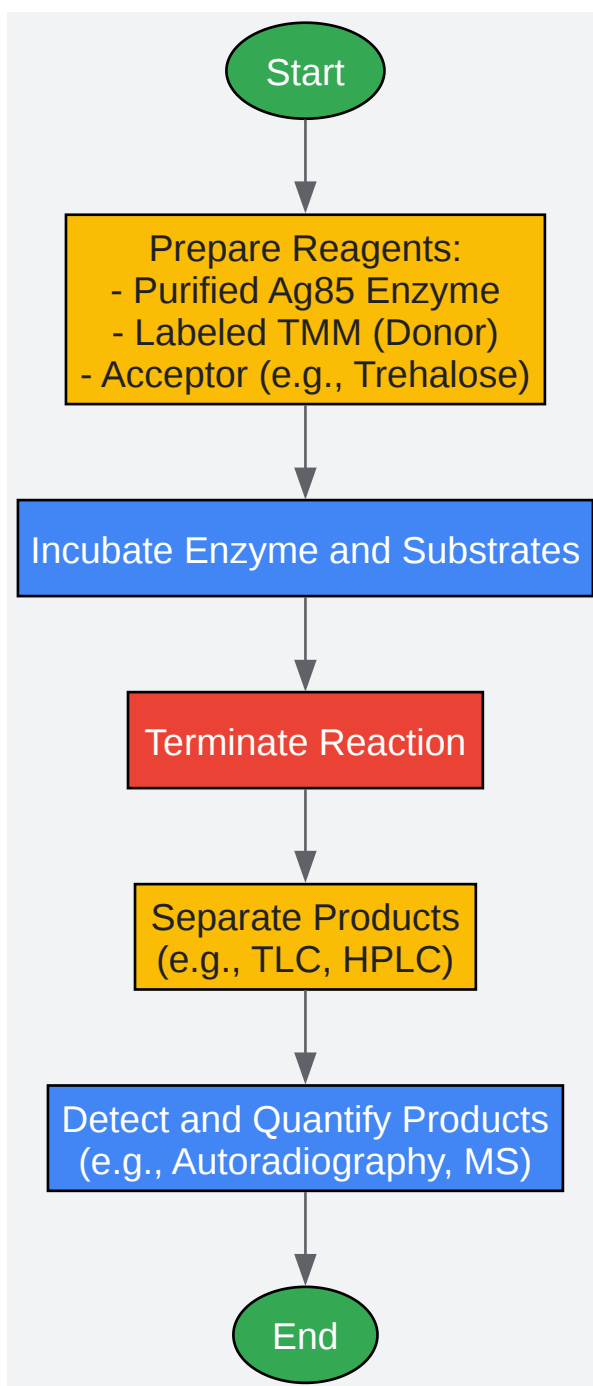 Start
Prepare Reagents:
- Purified Ag85 Enzyme
- Labeled TMM (Donor)
- Acceptor (e.g., Trehalose)
Incubate Enzyme and Substrates
Terminate Reaction
Separate Products
(e.g., TLC, HPLC)
Detect and Quantify Products
(e.g., Autoradiography, MS)
End